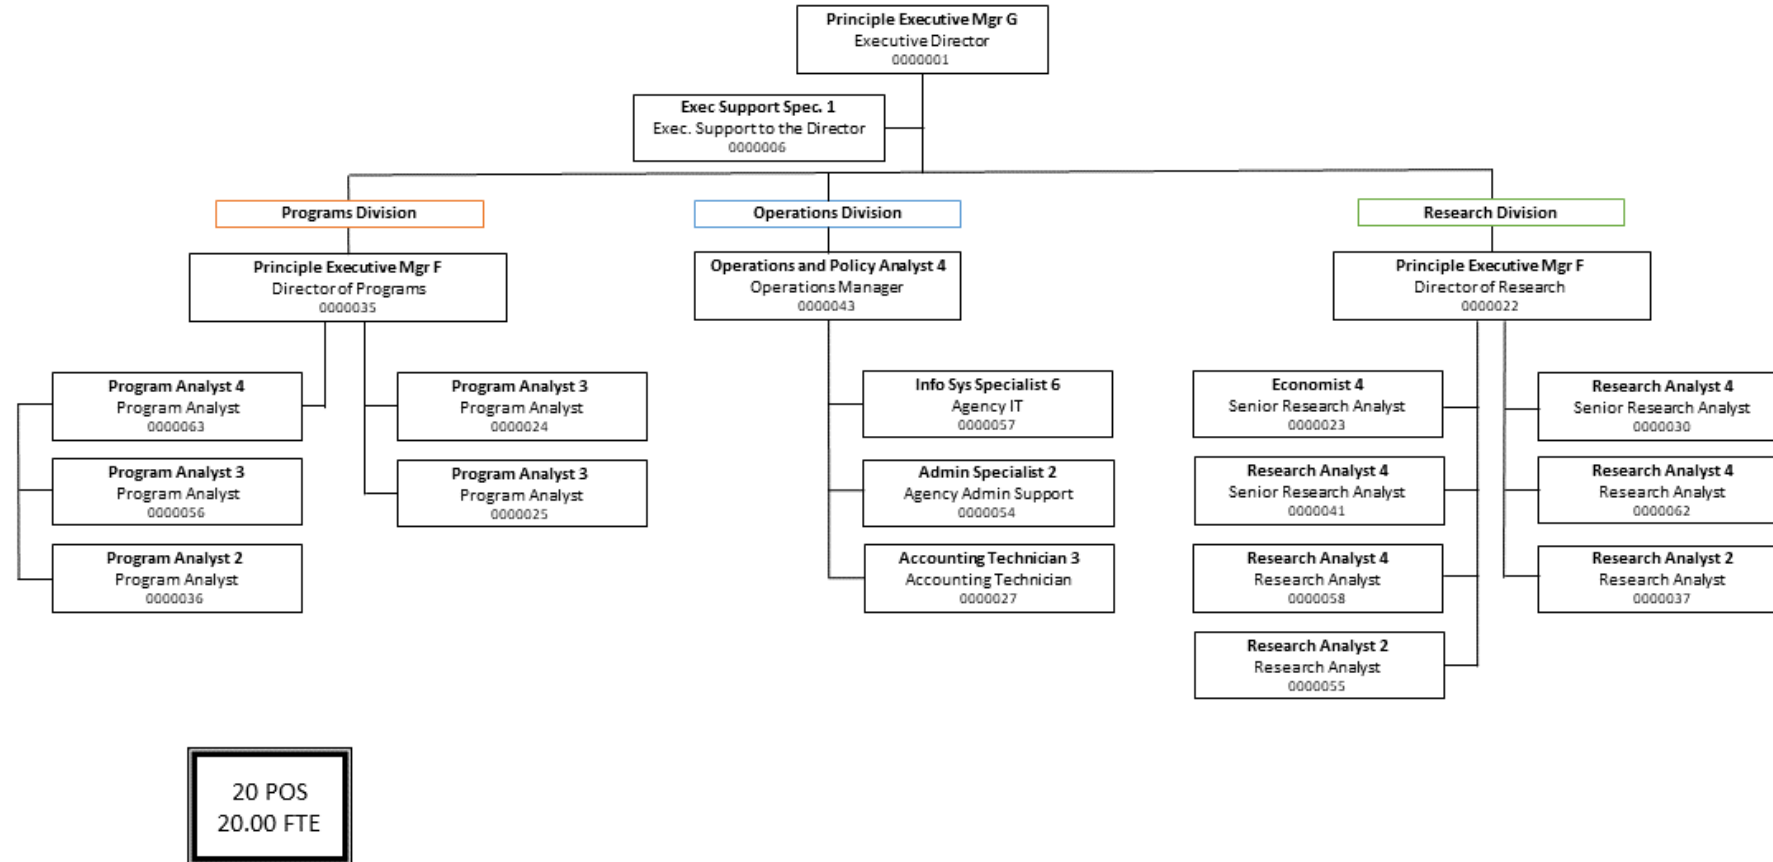 Principle Executive Mgr G
Executive Director
0000001
Exec Support Spec. 1
Exec. Support to the Director
0000006
Programs Division
Operations Division
Research Division
Principle Executive Mgr F
Director of Programs
0000035
Operations and Policy Analyst 4
Operations Manager
0000043
Principle Executive Mgr F
Director of Research
0000022
Program Analyst 4
Program Analyst
0000063
Program Analyst 3
Program Analyst
0000024
Program Analyst 3
Program Analyst
0000056
Program Analyst 3
Program Analyst
0000025
Program Analyst 2
Program Analyst
0000036
Info Sys Specialist 6
Agency IT
0000057
Admin Specialist 2
Agency Admin Support
0000054
Accounting Technician 3
Accounting Technician
0000027
Economist 4
Senior Research Analyst
0000023
Research Analyst 4
Senior Research Analyst
0000030
Research Analyst 4
Senior Research Analyst
0000041
Research Analyst 4
Research Analyst
0000062
Research Analyst 4
Research Analyst
0000058
Research Analyst 2
Research Analyst
0000037
Research Analyst 2
Research Analyst
0000055
20 POS
20.00 FTE